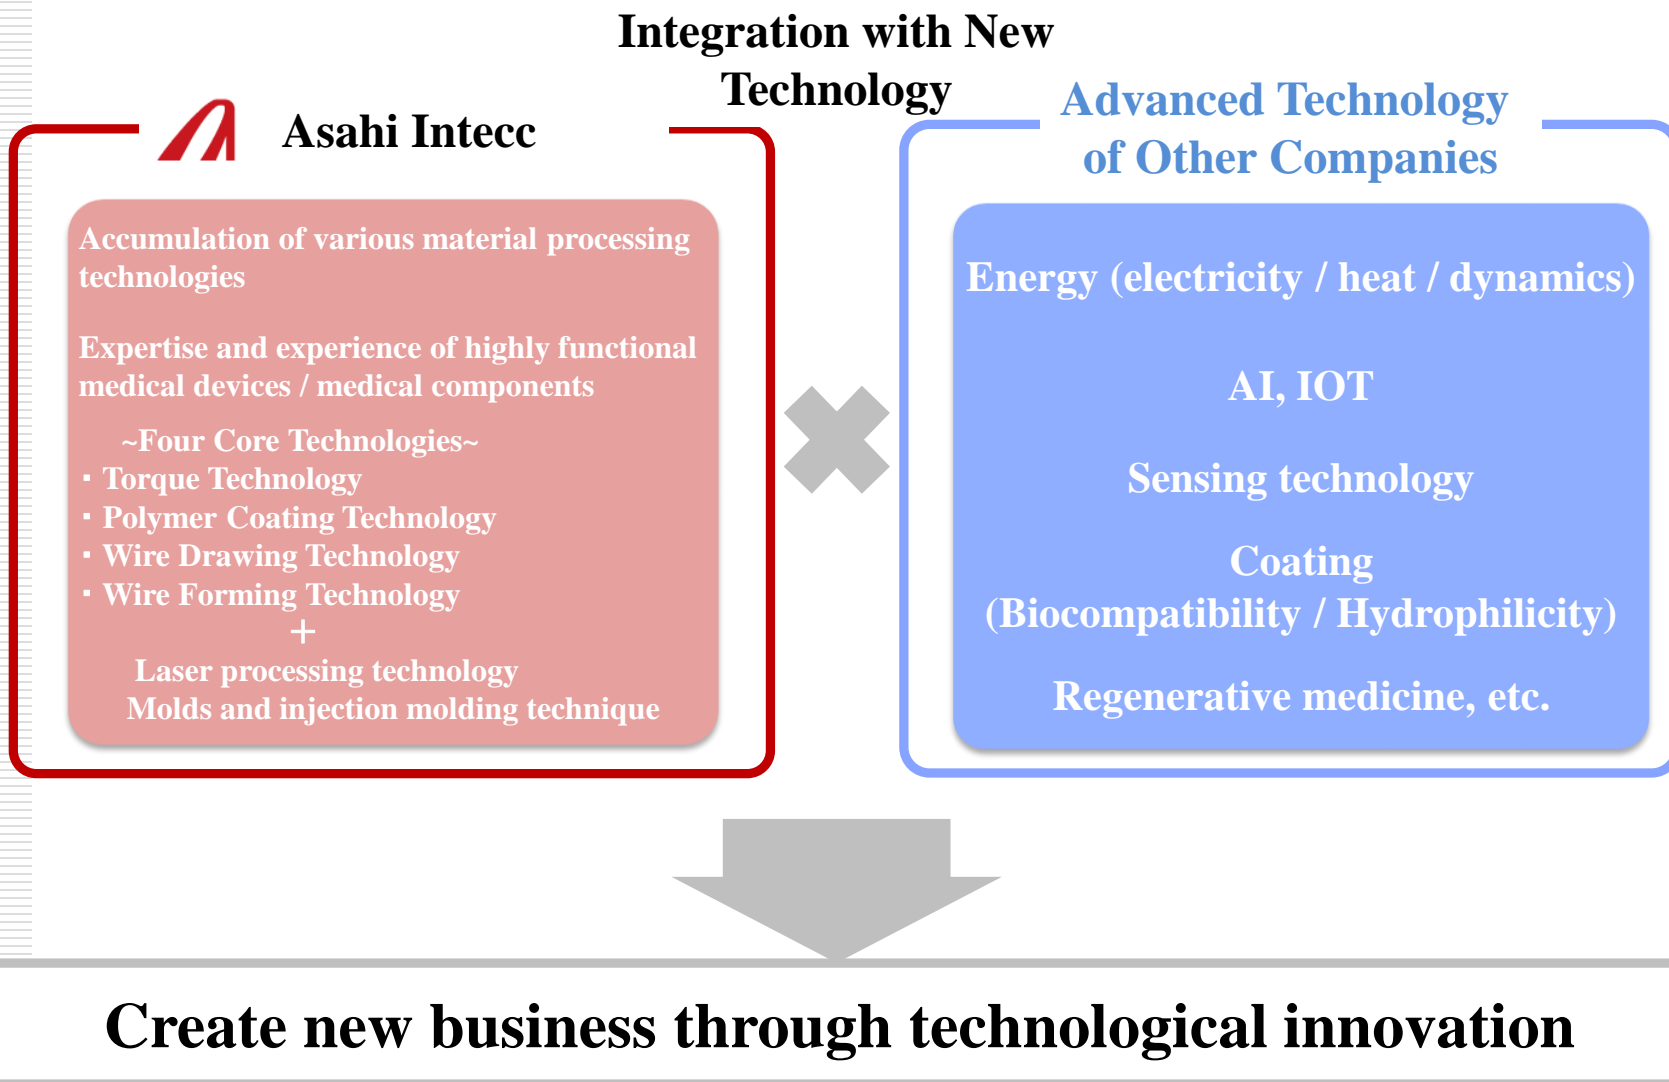 Integration with New
Technology
Asahi Intecc
Accumulation of various material processing
technologies
Expertise and experience of highly functional
medical devices / medical components
~Four Core Technologies~
・Torque Technology
・Polymer Coating Technology
・Wire Drawing Technology
・Wire Forming Technology
+
Laser processing technology
Molds and injection molding technique
Advanced Technology
of Other Companies
Energy (electricity / heat / dynamics)
AI, IOT
Sensing technology
Coating
(Biocompatibility / Hydrophilicity)
Regenerative medicine, etc.
Create new business through technological innovation